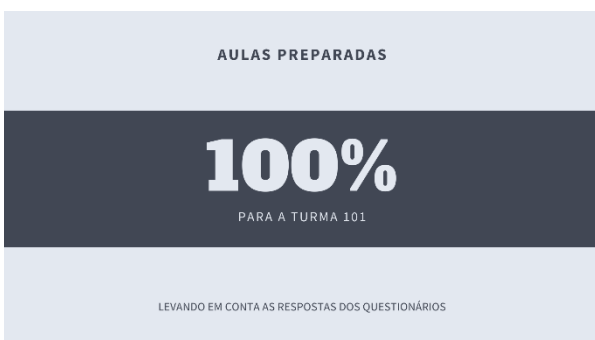 AULAS PREPARADAS
100%
PARA A TURMA 101
LEVANDO EM CONTA AS RESPOSTAS DOS QUESTIONÁRIOS